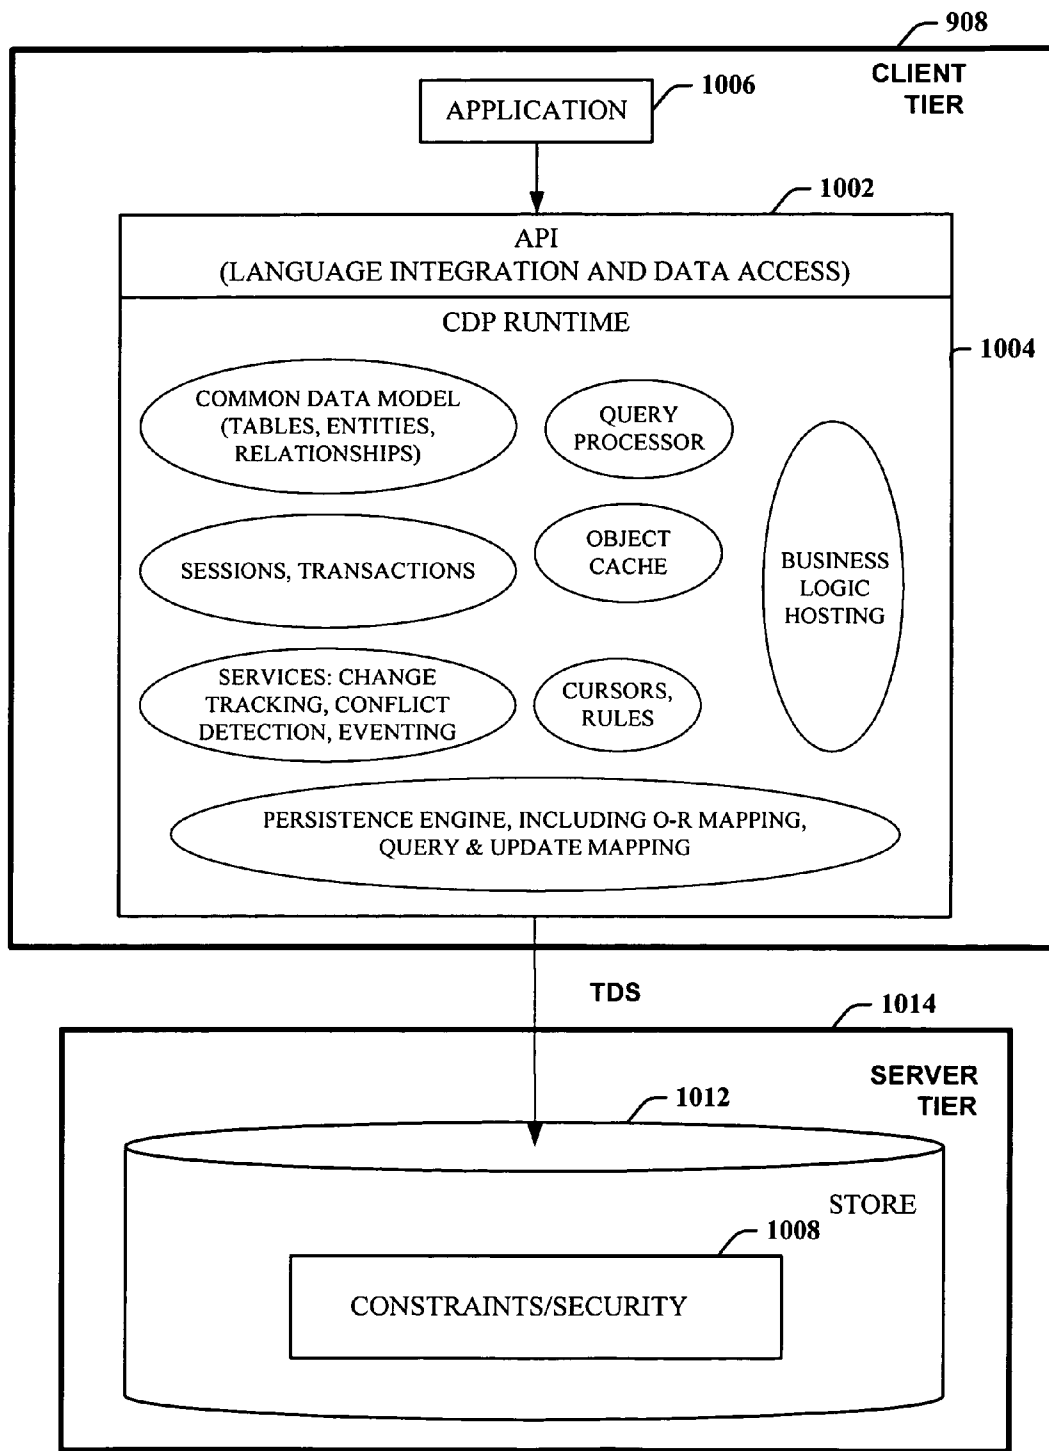 908
CLIENT
TIER
1006
APPLICATION
1002
API
(LANGUAGE INTEGRATION AND DATA ACCESS)
CDP RUNTIME
1004
COMMON DATA MODEL
(TABLES, ENTITIES,
RELATIONSHIPS)
QUERY
PROCESSOR
SESSIONS, TRANSACTIONS
OBJECT
CACHE
BUSINESS
LOGIC
HOSTING
SERVICES: CHANGE
TRACKING, CONFLICT
DETECTION, EVENTING
CURSORS,
RULES
PERSISTENCE ENGINE, INCLUDING O-R MAPPING,
QUERY & UPDATE MAPPING
TDS
1014
SERVER
TIER
1012
STORE
1008
CONSTRAINTS/SECURITY